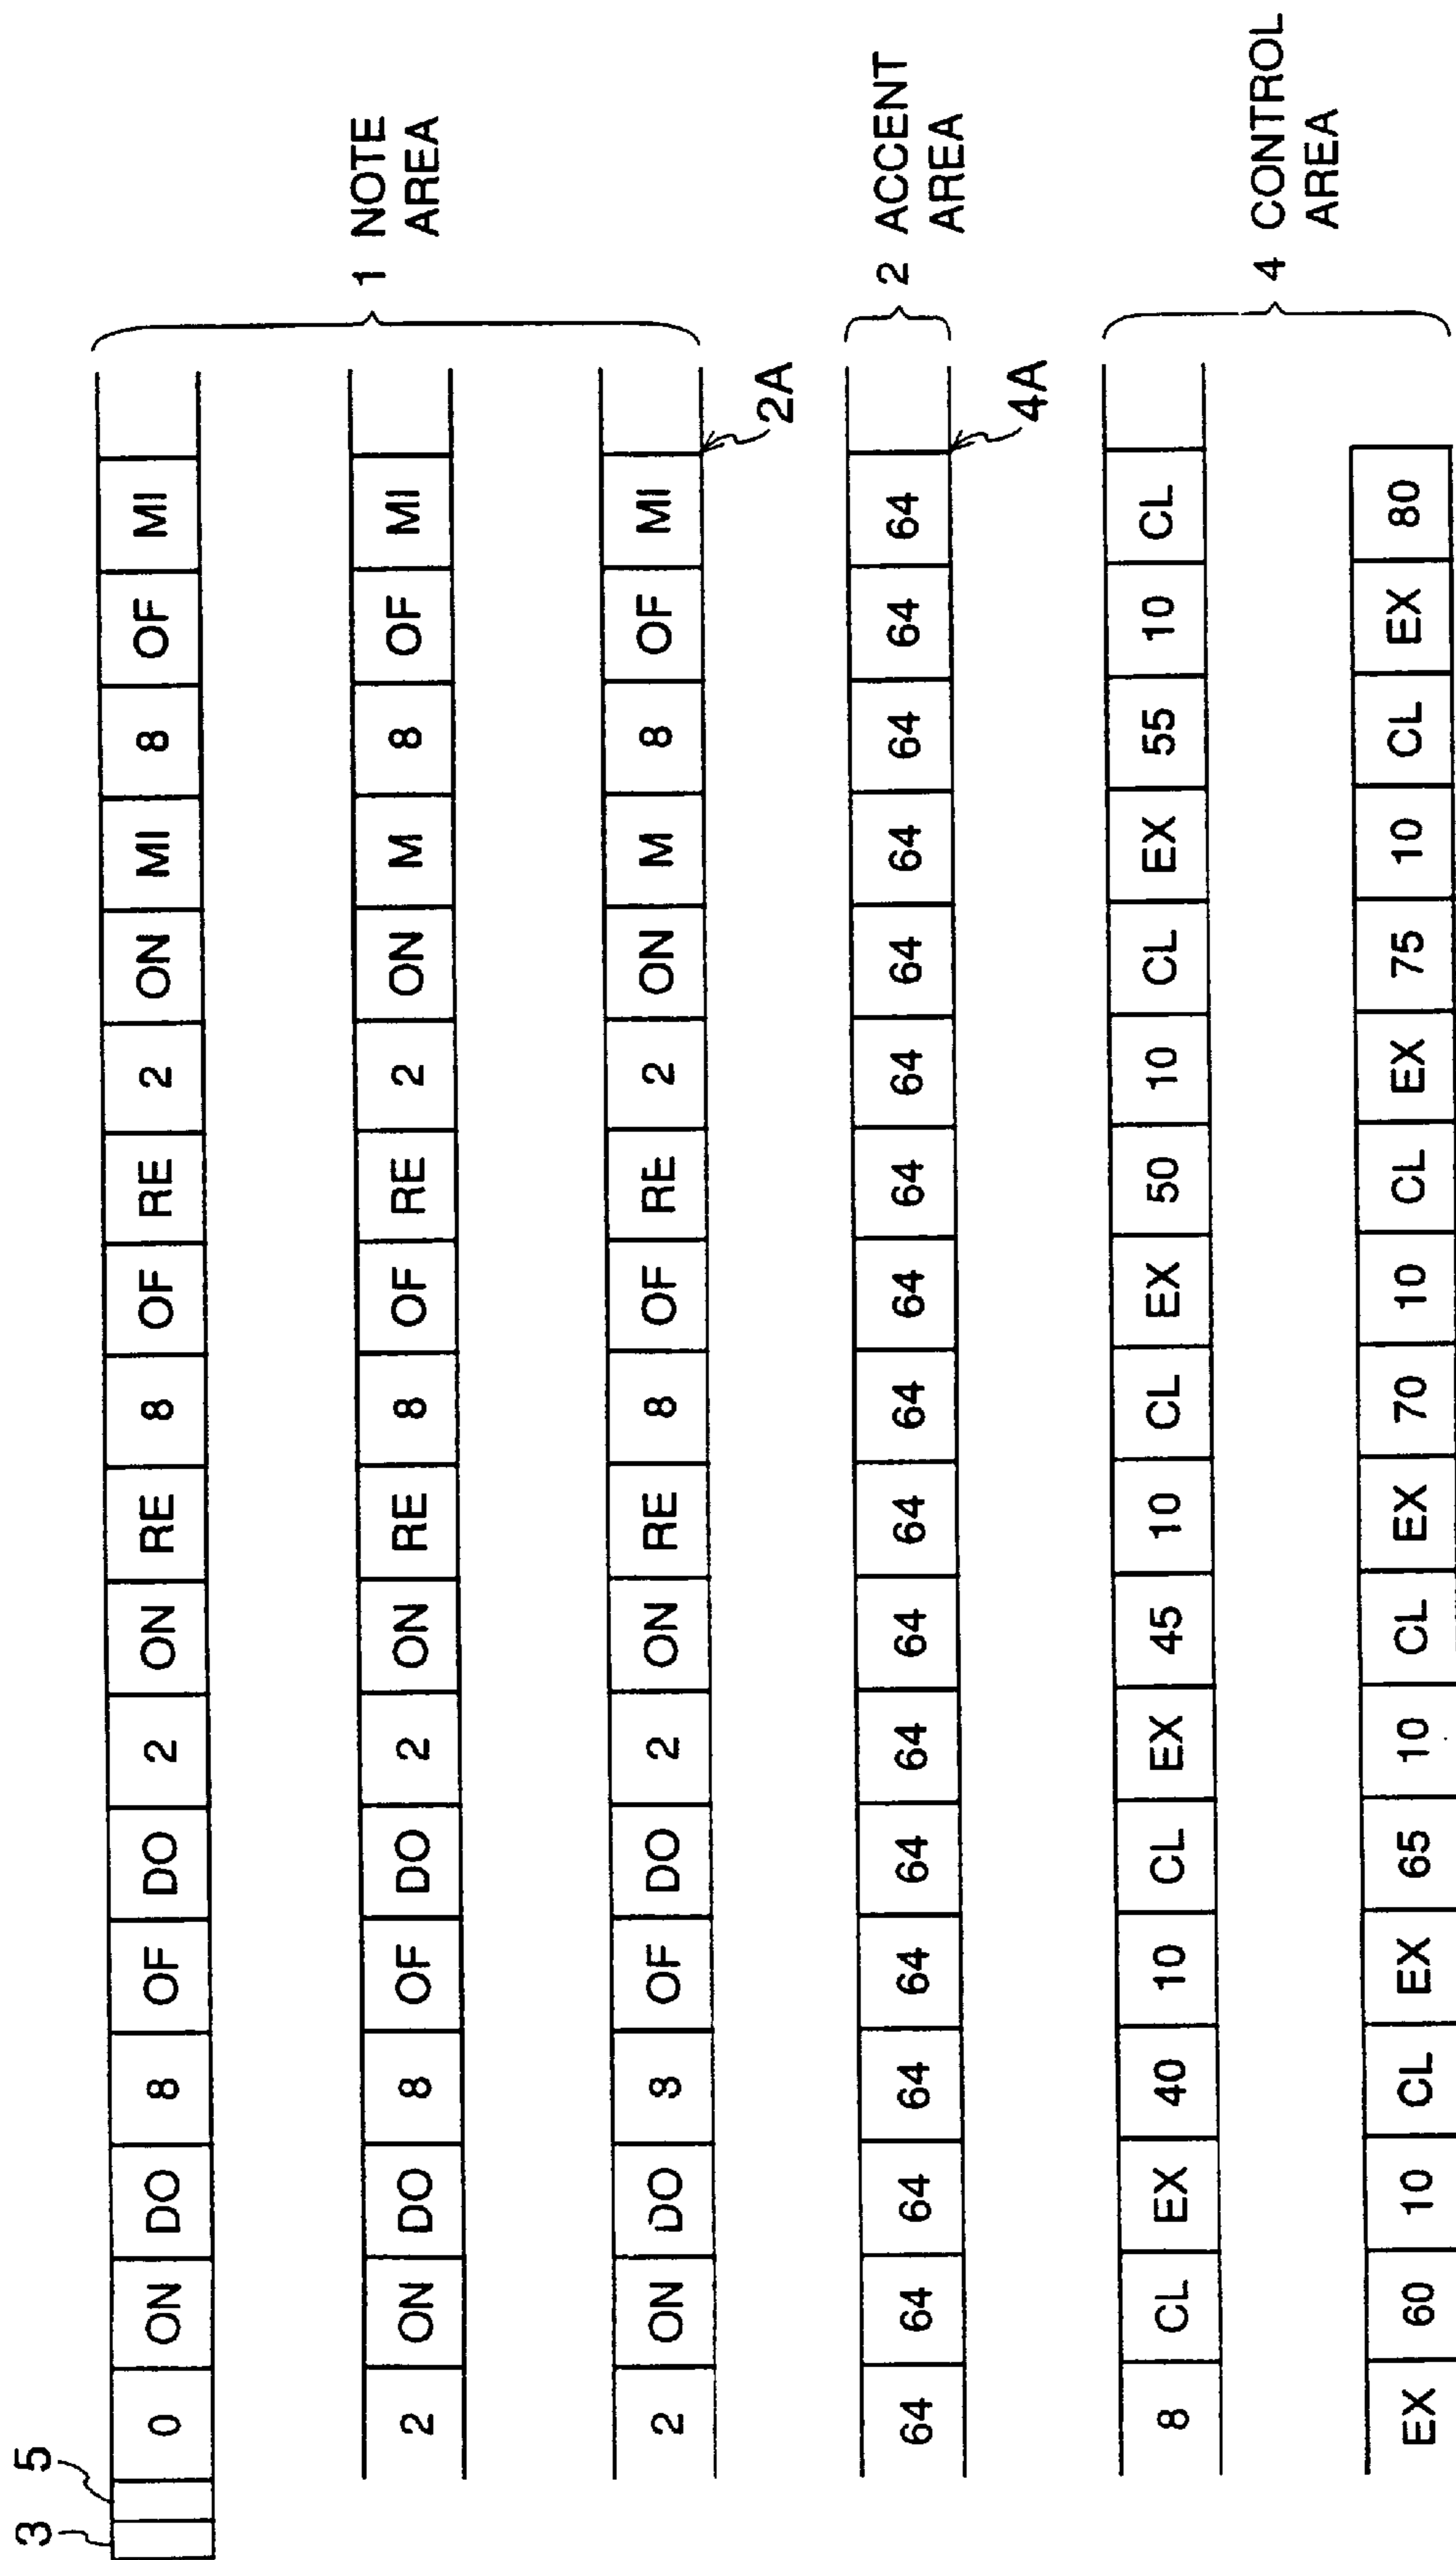 3 5
0 ON DO 8 OF DO 2 ON RE 8 OF RE 2 ON MI 8 OF MI
2 ON DO 8 OF DO 2 ON RE 8 OF RE 2 ON M 8 OF MI
1 NOTE
AREA
2 ON DO 8 OF DO 2 ON RE 8 OF RE 2 ON M 8 OF MI
2A
64 64 64 64 64 64 64 64 64 64 64 64 64 64 64 64 64 64
2 ACCENT
AREA
4A
8 CL EX 40 10 CL EX 45 10 CL EX 50 10 CL EX 55 10 CL
4 CONTROL
AREA
EX 60 10 CL EX 65 10 CL EX 70 10 CL EX 75 10 CL EX 80